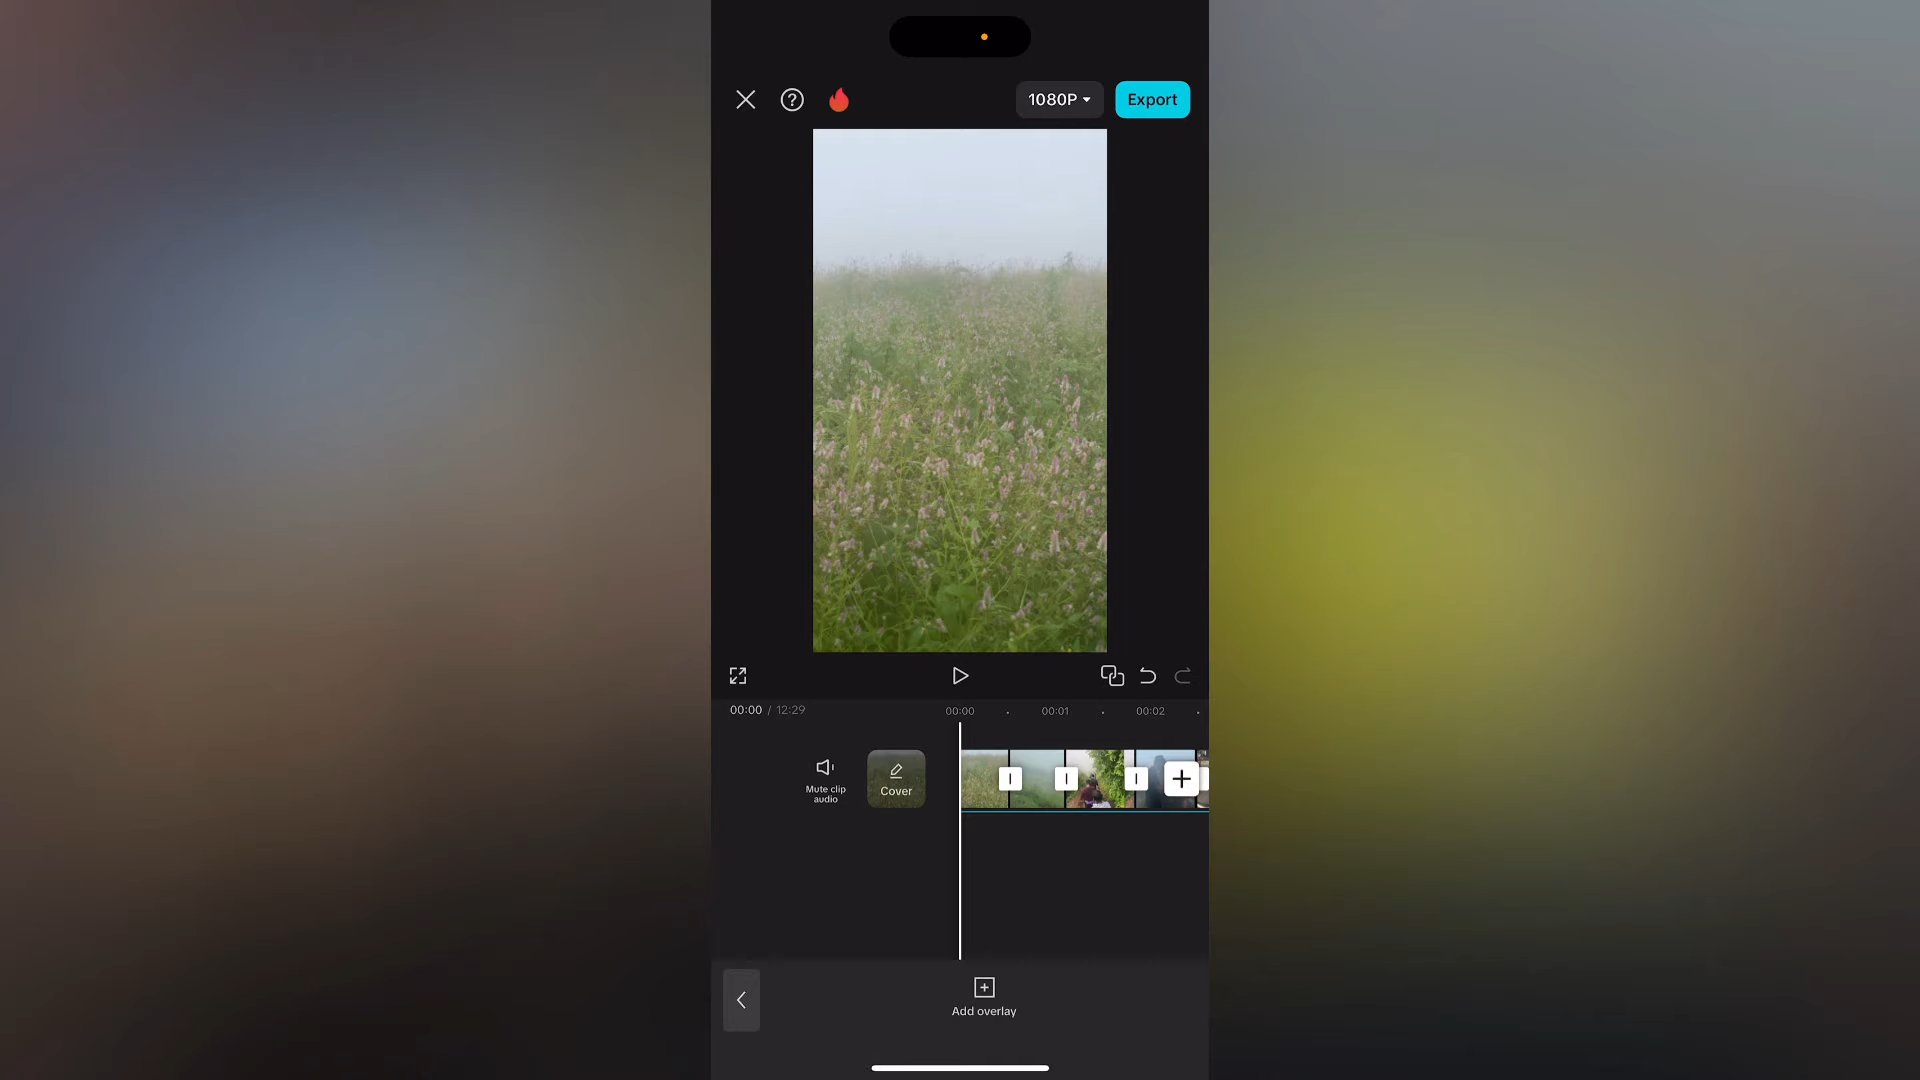 1080P
Export
00:00 / 12:29
00:00
00:01
00:02
Mute clip
audio
Cover
Add overlay